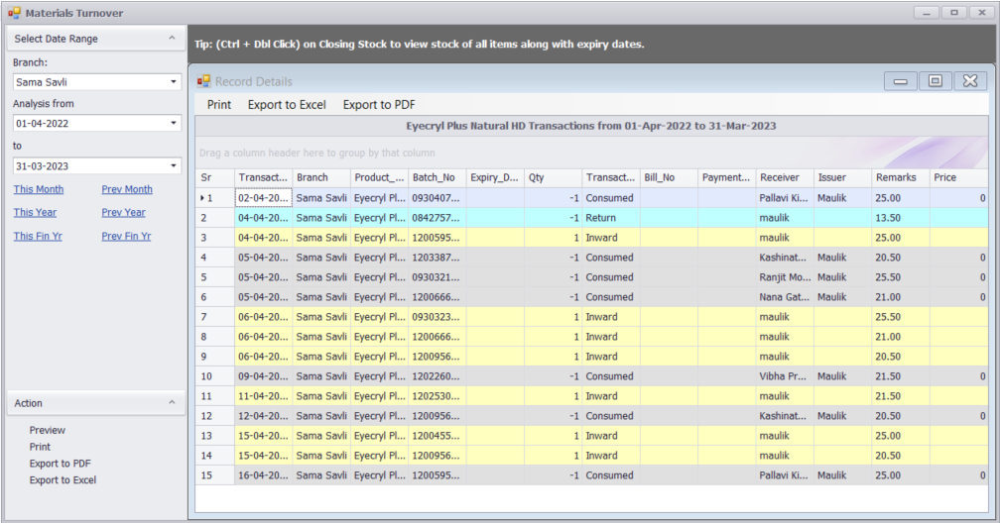 Materials Turnover
Select Date Range
Branch:
Sama Savli
Analysis from
01-04-2022
to
31-03-2023
This Month Prev Month
This Year Prev Year
This Fin Yr Prev Fin Yr
Action
Preview
Print
Export to PDF
Export to Excel
Tip: (Ctrl + Dbl Click) on Closing Stock to view stock of all items along with expiry dates.
Record Details
Print Export to Excel Export to PDF
Eyecryl Plus Natural HD Transactions from 01-Apr-2022 to 31-Mar-2023
Drag a column header here to group by that column
Sr Transact... Branch Product_... Batch_No Expiry_D... Qty Transact... Bill_No Payment... Receiver Issuer Remarks Price
1 02-04-20... Sama Savli Eyecryl Pl... 0930407... -1 Consumed Pallavi Ki... Maulik 25.00 0
2 04-04-20... Sama Savli Eyecryl Pl... 0842757... -1 Return maulik 13.50
3 04-04-20... Sama Savli Eyecryl Pl... 1200595... 1 Inward maulik 25.00
4 05-04-20... Sama Savli Eyecryl Pl... 1203387... -1 Consumed Kashinat... Maulik 20.50 0
5 05-04-20... Sama Savli Eyecryl Pl... 0930321... -1 Consumed Ranjit Mo... Maulik 25.50 0
6 05-04-20... Sama Savli Eyecryl Pl... 1200666... -1 Consumed Nana Gat... Maulik 21.00 0
7 06-04-20... Sama Savli Eyecryl Pl... 0930323... 1 Inward maulik 25.50
8 06-04-20... Sama Savli Eyecryl Pl... 1200666... 1 Inward maulik 21.00
9 06-04-20... Sama Savli Eyecryl Pl... 1200956... 1 Inward maulik 20.50
10 09-04-20... Sama Savli Eyecryl Pl... 1202260... -1 Consumed Vibha Pr... Maulik 21.50 0
11 11-04-20... Sama Savli Eyecryl Pl... 1202530... 1 Inward maulik 21.50
12 12-04-20... Sama Savli Eyecryl Pl... 1200956... -1 Consumed Kashinat... Maulik 20.50 0
13 15-04-20... Sama Savli Eyecryl Pl... 1200455... 1 Inward maulik 25.00
14 15-04-20... Sama Savli Eyecryl Pl... 1200956... 1 Inward maulik 20.50
15 16-04-20... Sama Savli Eyecryl Pl... 1200595... -1 Consumed Pallavi Ki... Maulik 25.00 0